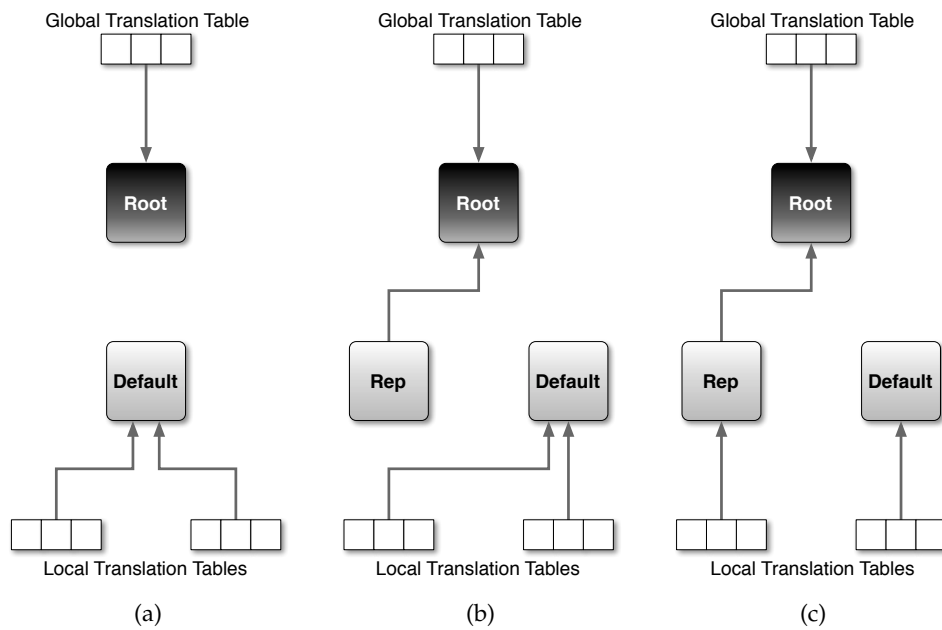 Global Translation Table
Global Translation Table
Global Translation Table
Root
Root
Root
Default
Rep
Default
Rep
Default
Local Translation Tables
Local Translation Tables
Local Translation Tables
(a)
(b)
(c)